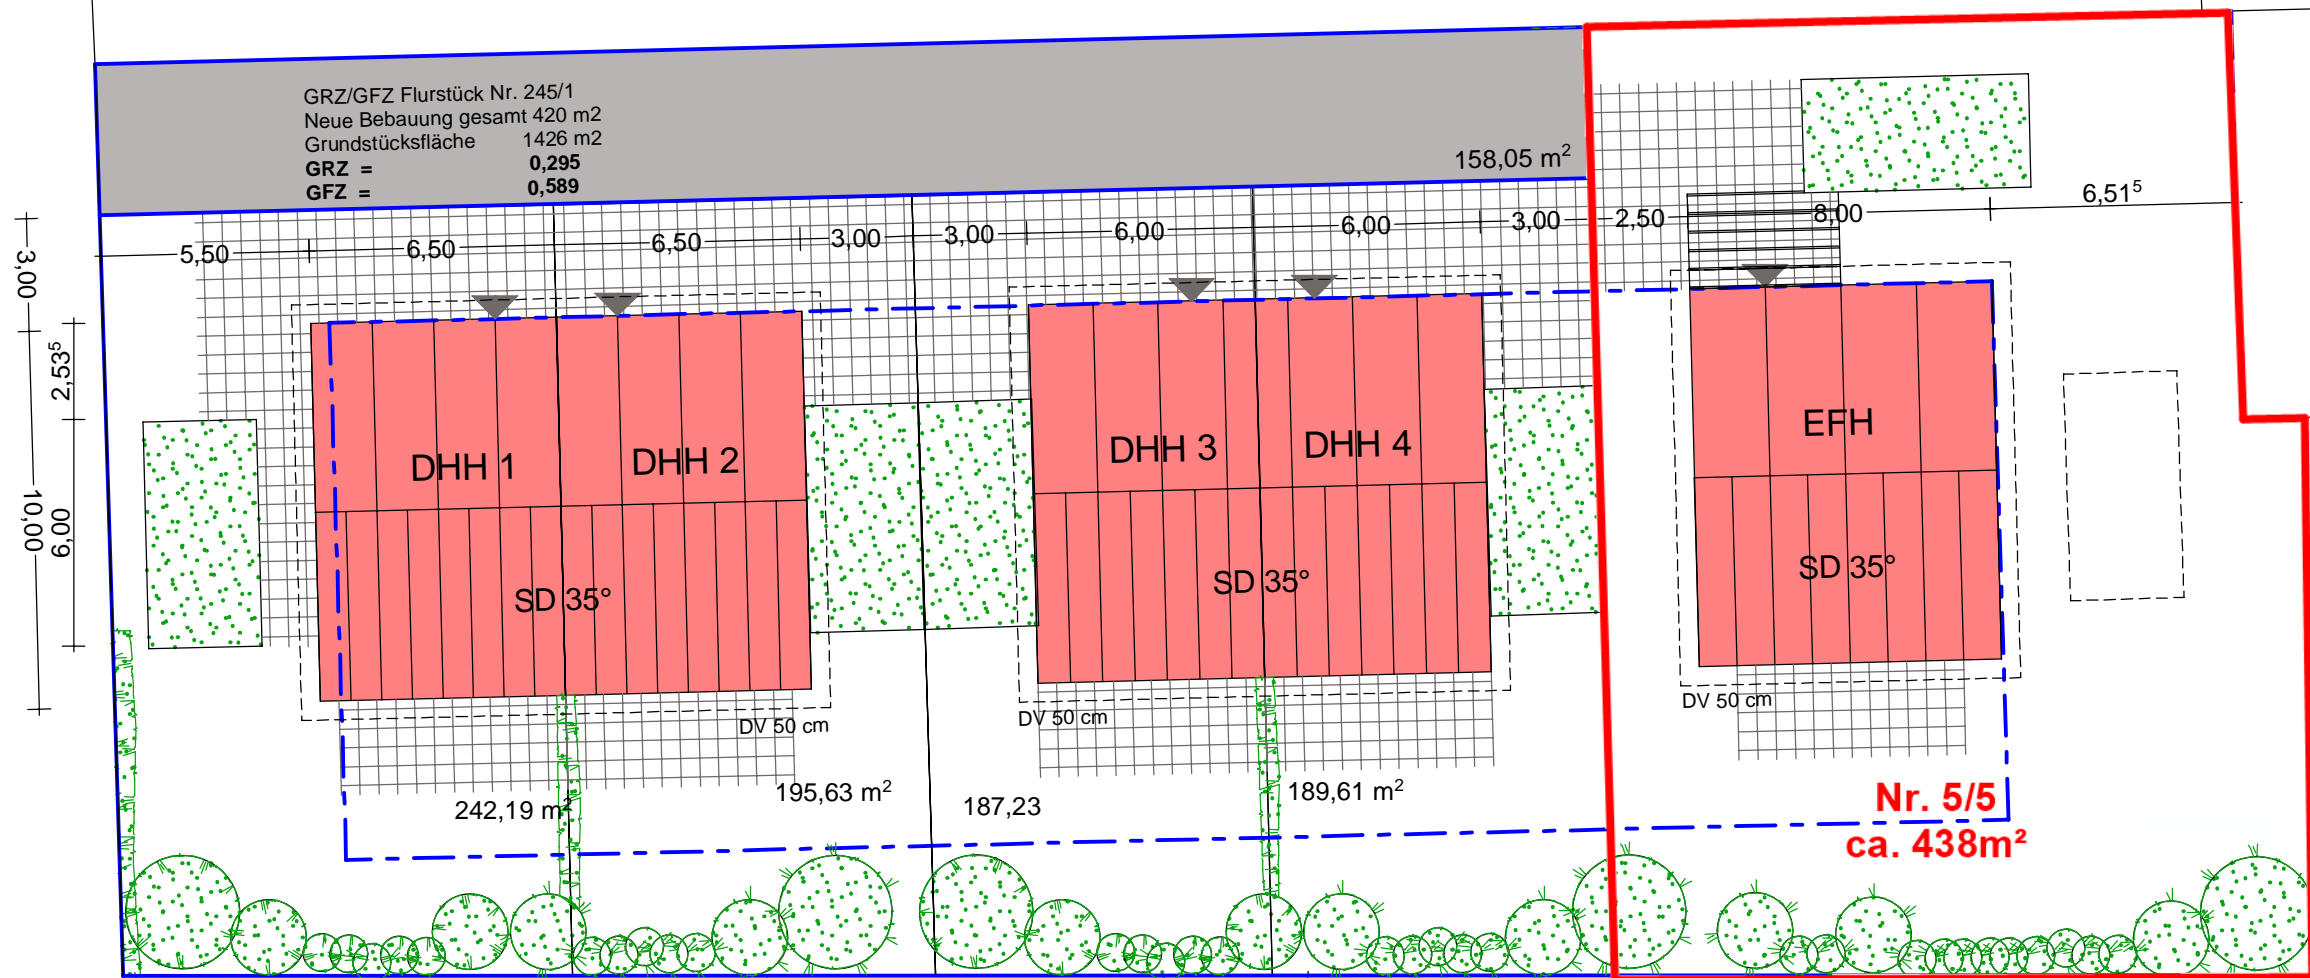 GRZ/GFZ Flurstück Nr. 245/1
Neue Bebauung gesamt 420 m2
Grundstücksfläche 1426 m2
GRZ = 0,295
GFZ = 0,589
158,05 m²
5,50
6,50
6,50
3,00
3,00
6,00
6,00
3,00
2,50
8,00
6,51⁵
3,00
10,00
2,53⁵
6,00
DHH 1
DHH 2
SD 35°
DV 50 cm
DHH 3
DHH 4
SD 35°
DV 50 cm
EFH
SD 35°
DV 50 cm
242,19 m²
195,63 m²
187,23
189,61 m²
Nr. 5/5
ca. 438m²